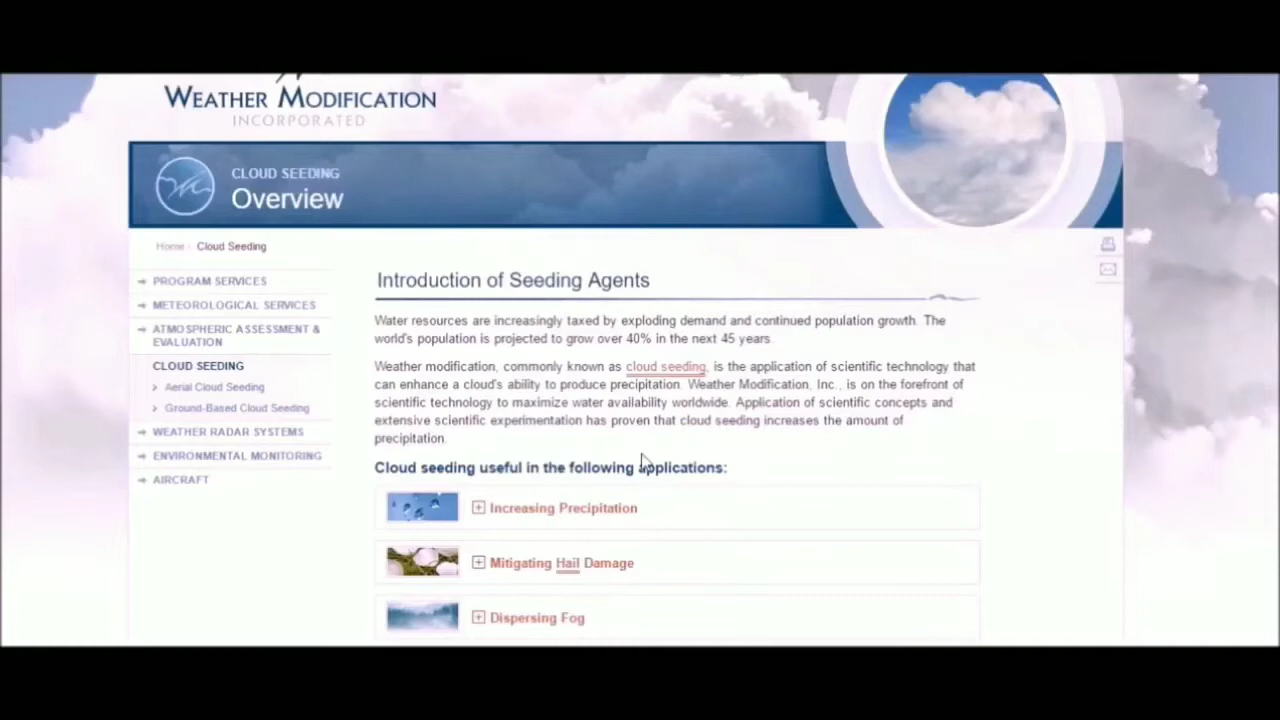 WEATHER MODIFICATION
INCORPORATED
CLOUD SEEDING
Overview
Home
Cloud Seeding
PROGRAM SERVICES
METEOROLOGICAL SERVICES
ATMOSPHERIC ASSESSMENT &
EVALUATION
CLOUD SEEDING
Aerial Cloud Seeding
Ground-Based Cloud Seeding
WEATHER RADAR SYSTEMS
ENVIRONMENTAL MONITORING
AIRCRAFT
Introduction of Seeding Agents
Water resources are increasingly taxed by exploding demand and continued population growth. The
world's population is projected to grow over 40% in the next 45 years.
Weather modification, commonly known as cloud seeding, is the application of scientific technology that
can enhance a cloud's ability to produce precipitation. Weather Modification, Inc., is on the forefront of
scientific technology to maximize water availability worldwide. Application of scientific concepts and
extensive scientific experimentation has proven that cloud seeding increases the amount of
precipitation.
Cloud seeding useful in the following applications:
Increasing Precipitation
Mitigating Hail Damage
Dispersing Fog